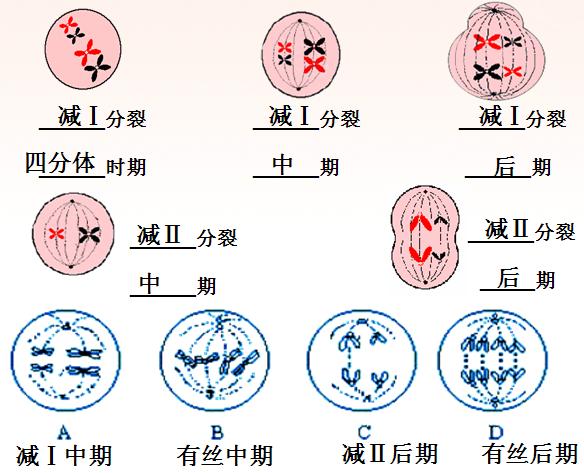 减Ⅰ分裂
减Ⅰ分裂
减Ⅰ分裂
四分体时期
中期
后期
减Ⅱ分裂
中期
减Ⅱ分裂
后期
A
B
C
D
减Ⅰ中期
有丝中期
减Ⅱ后期
有丝后期